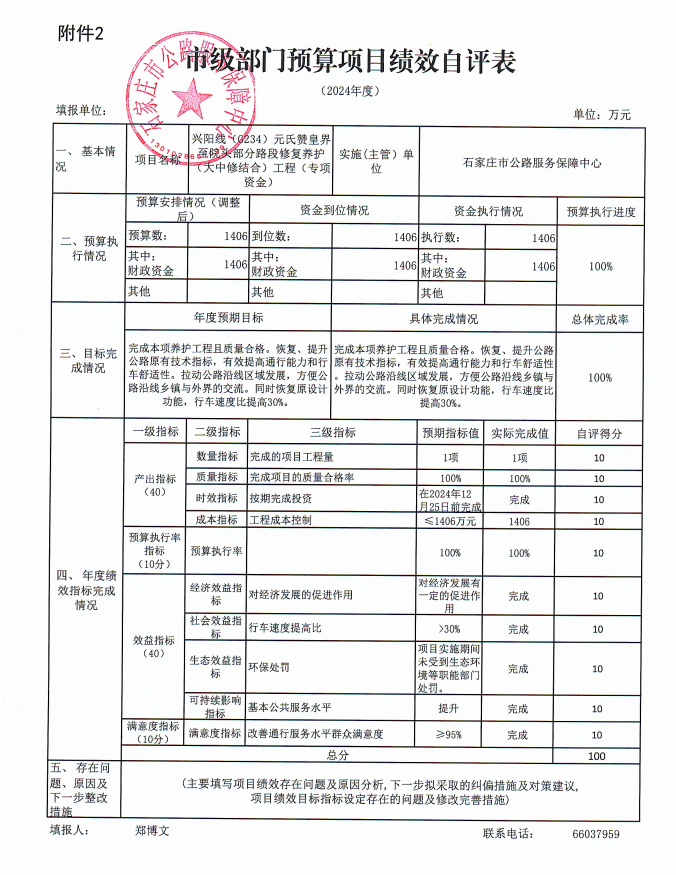 附件2
市级部门预算项目绩效自评表
（2024年度）
填报单位：
单位：万元
石家庄市公路服务保障中心
一、 基本情况
项目名称
兴阳线（G234）元氏赞皇界
至院头部分路段修复养护
（大中修结合）工程（专项
资金）
实施(主管）单
位
石家庄市公路服务保障中心
二、预算执
行情况
预算安排情况（调整
后）
资金到位情况
资金执行情况
预算执行进度
预算数： 1406 到位数： 1406 执行数： 1406
100%
其中：
财政资金 1406
其中：
财政资金 1406
其中：
财政资金 1406
其他 其他 其他
三、目标完
成情况
年度预期目标 具体完成情况 总体完成率
完成本项养护工程且质量合格。恢复、提升
公路原有技术指标，有效提高通行能力和行
车舒适性。拉动公路沿线区域发展，方便公
路沿线乡镇与外界的交流。同时恢复原设计
功能，行车速度比提高30%。
完成本项养护工程且质量合格。恢复、提升公路
原有技术指标，有效提高通行能力和行车舒适性
。拉动公路沿线区域发展，方便公路沿线乡镇与
外界的交流。同时恢复原设计功能，行车速度比
提高30%。
100%
四、 年度绩
效指标完成
情况
一级指标 二级指标 三级指标 预期指标值 实际完成值 自评得分
产出指标
（40）
数量指标 完成的项目工程量 1项 1项 10
质量指标 完成项目的质量合格率 100% 100% 10
时效指标 按期完成投资 在2024年12
月25日前完成 完成 10
成本指标 工程成本控制 ≤1406万元 1406 10
预算执行率
指标
（10分）
预算执行率 100% 100% 10
效益指标
（40）
经济效益指
标
对经济发展的促进作用
对经济发展有
一定的促进作
用
完成 10
社会效益指
标
行车速度提高比 >30% 完成 10
生态效益指
标
环保处罚
项目实施期间
未受到生态环
境等职能部门
处罚。
完成 10
可持续影响
指标
基本公共服务水平 提升 完成 10
满意度指标
（10分）
满意度指标 改善通行服务水平群众满意度 ≥95% 完成 10
总分 100
五、 存在问
题、原因及
下一步整改
措施
(主要填写项目绩效存在问题及原因分析,下一步拟采取的纠偏措施及对策建议,
项目绩效目标指标设定存在的问题及修改完善措施)
填报人： 郑博文 联系电话： 66037959